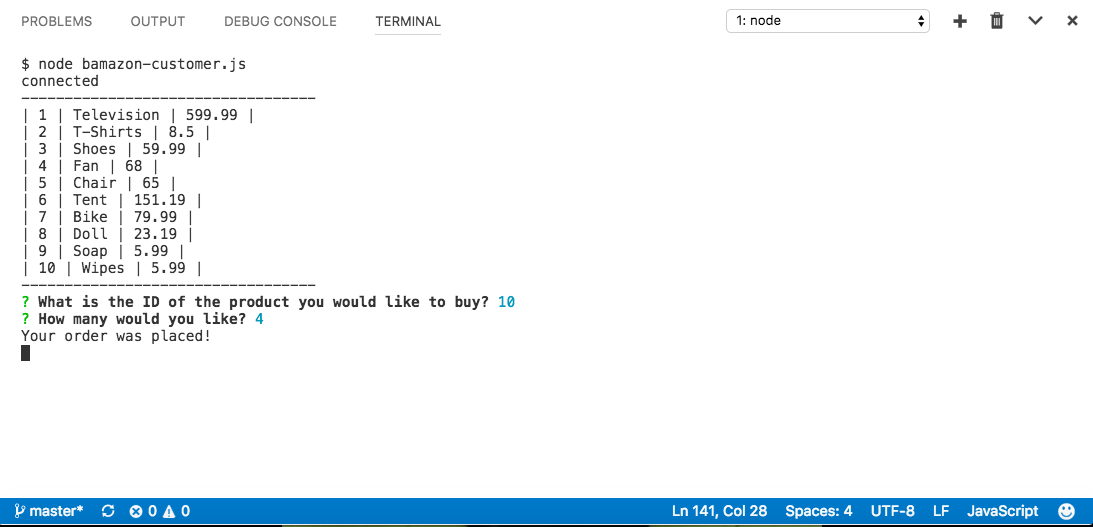 PROBLEMS OUTPUT DEBUG CONSOLE TERMINAL 1: node
$ node bamazon-customer.js
connected
----------------------------------
| 1 | Television | 599.99 |
| 2 | T-Shirts | 8.5 |
| 3 | Shoes | 59.99 |
| 4 | Fan | 68 |
| 5 | Chair | 65 |
| 6 | Tent | 151.19 |
| 7 | Bike | 79.99 |
| 8 | Doll | 23.19 |
| 9 | Soap | 5.99 |
| 10 | Wipes | 5.99 |
----------------------------------
? What is the ID of the product you would like to buy? 10
? How many would you like? 4
Your order was placed!
master* 0 0 Ln 141, Col 28 Spaces: 4 UTF-8 LF JavaScript